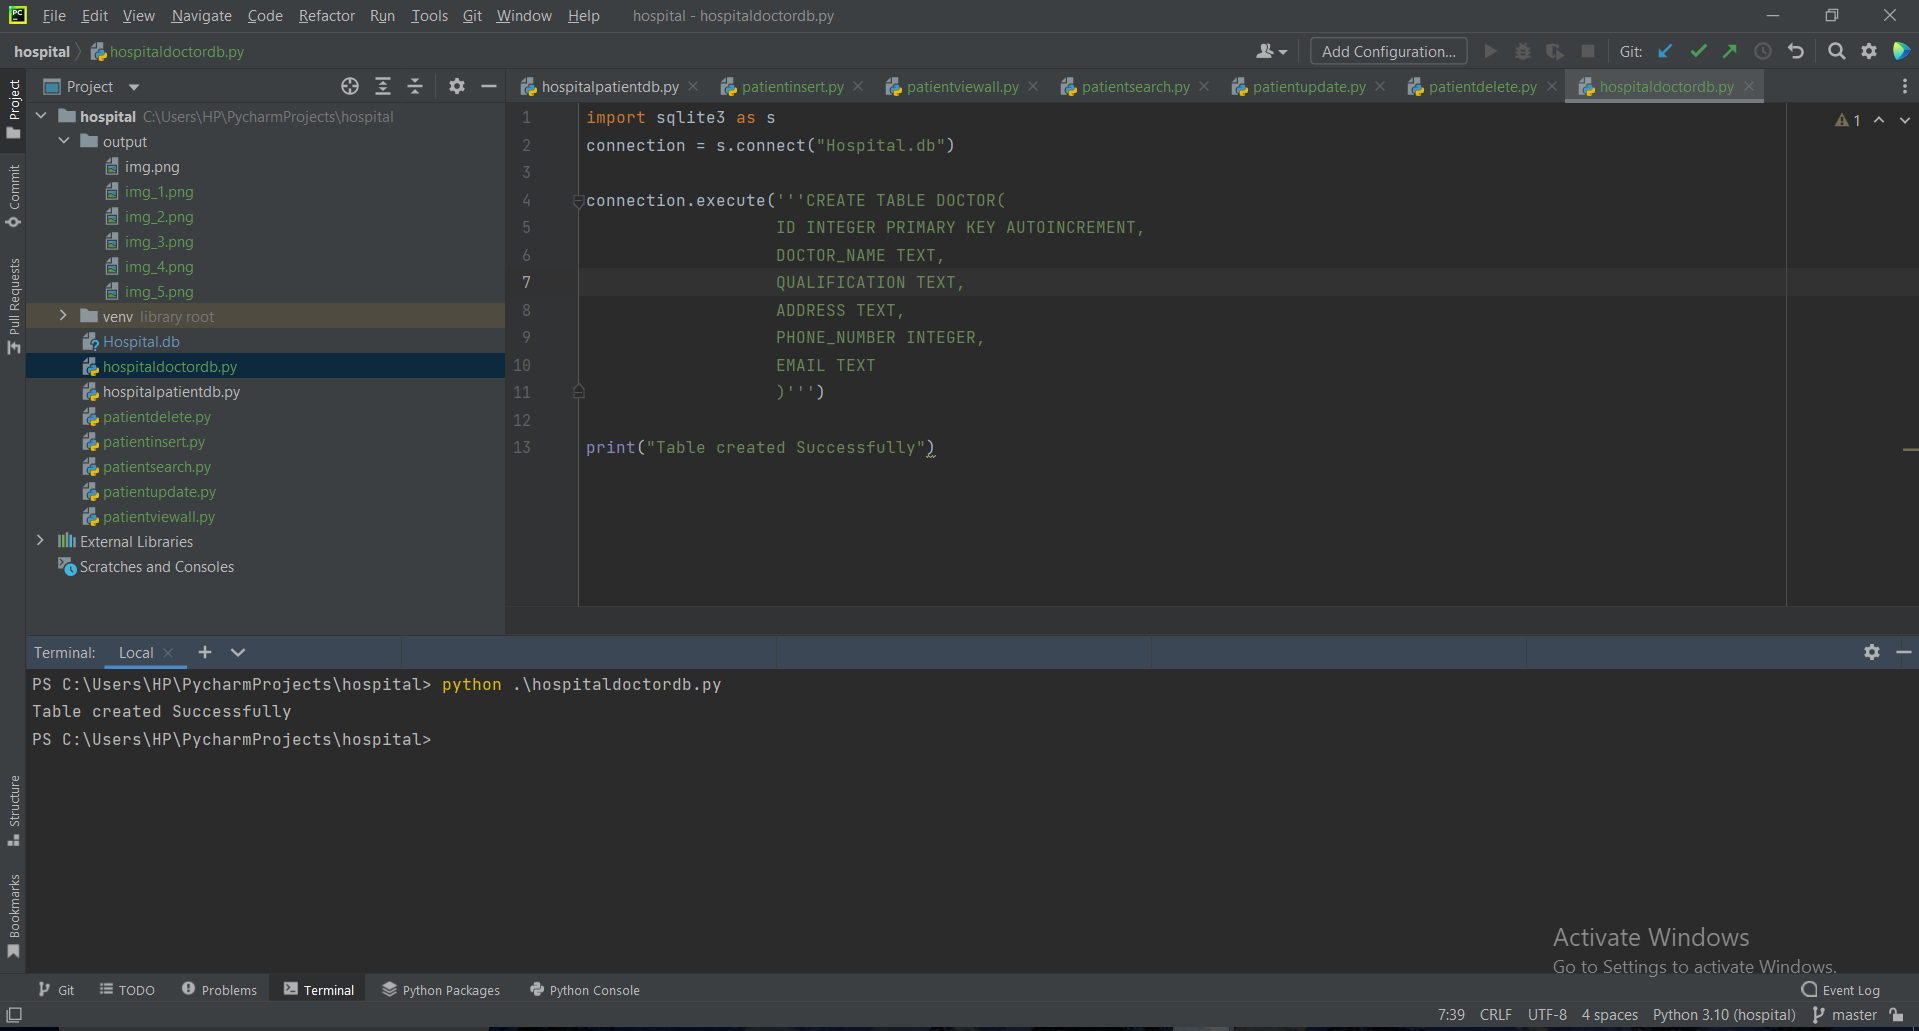 PC File Edit View Navigate Code Refactor Run Tools Git Window Help hospital - hospitaldoctordb.py
hospital hospitaldoctordb.py Add Configuration... Git:
Project hospitalpatientdb.py patientinsert.py patientviewall.py patientsearch.py patientupdate.py patientdelete.py hospitaldoctordb.py
Project
Commit
Pull Requests
Structure
Bookmarks
hospital C:\Users\HP\PycharmProjects\hospital
output
img.png
img_1.png
img_2.png
img_3.png
img_4.png
img_5.png
venv library root
Hospital.db
hospitaldoctordb.py
hospitalpatientdb.py
patientdelete.py
patientinsert.py
patientsearch.py
patientupdate.py
patientviewall.py
External Libraries
Scratches and Consoles
1 import sqlite3 as s
2 connection = s.connect("Hospital.db")
3
4 connection.execute('''CREATE TABLE DOCTOR(
5 ID INTEGER PRIMARY KEY AUTOINCREMENT,
6 DOCTOR_NAME TEXT,
7 QUALIFICATION TEXT,
8 ADDRESS TEXT,
9 PHONE_NUMBER INTEGER,
10 EMAIL TEXT
11 )''')
12
13 print("Table created Successfully")
1
Terminal: Local
PS C:\Users\HP\PycharmProjects\hospital> python .\hospitaldoctordb.py
Table created Successfully
PS C:\Users\HP\PycharmProjects\hospital>
Activate Windows
Go to Settings to activate Windows.
Git TODO Problems Terminal Python Packages Python Console Event Log
7:39 CRLF UTF-8 4 spaces Python 3.10 (hospital) master